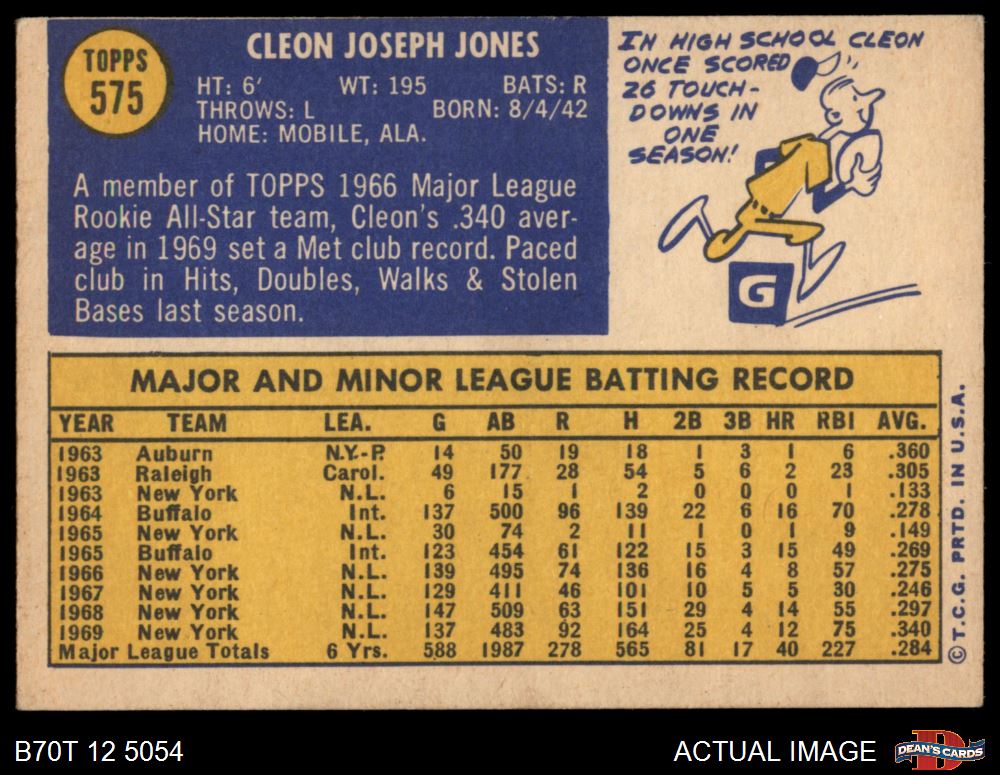 TOPPS
575
CLEON JOSEPH JONES
HT: 6' WT: 195 BATS: R
THROWS: L BORN: 8/4/42
HOME: MOBILE, ALA.
A member of TOPPS 1966 Major League
Rookie All-Star team, Cleon's .340 aver-
age in 1969 set a Met club record. Paced
club in Hits, Doubles, Walks & Stolen
Bases last season.
IN HIGH SCHOOL CLEON
ONCE SCORED
26 TOUCH-
DOWNS IN
ONE
SEASON!
G
MAJOR AND MINOR LEAGUE BATTING RECORD
YEAR TEAM LEA. G AB R H 2B 3B HR RBI AVG.
1963 Auburn N.Y.-P. 14 50 19 18 1 3 1 6 .360
1963 Raleigh Carol. 49 177 28 54 5 6 2 23 .305
1963 New York N.L. 6 15 1 2 0 0 0 1 .133
1964 Buffalo Int. 137 500 96 139 22 6 16 70 .278
1965 New York N.L. 30 74 2 11 1 0 1 9 .149
1965 Buffalo Int. 123 454 61 122 15 3 15 49 .269
1966 New York N.L. 139 495 74 136 16 4 8 57 .275
1967 New York N.L. 129 411 46 101 10 5 5 30 .246
1968 New York N.L. 147 509 63 151 29 4 14 55 .297
1969 New York N.L. 137 483 92 164 25 4 12 75 .340
Major League Totals 6 Yrs. 588 1987 278 565 81 17 40 227 .284
© T.C.G. PRTD. IN U.S.A.
B70T 12 5054
ACTUAL IMAGE
DEAN'S CARDS